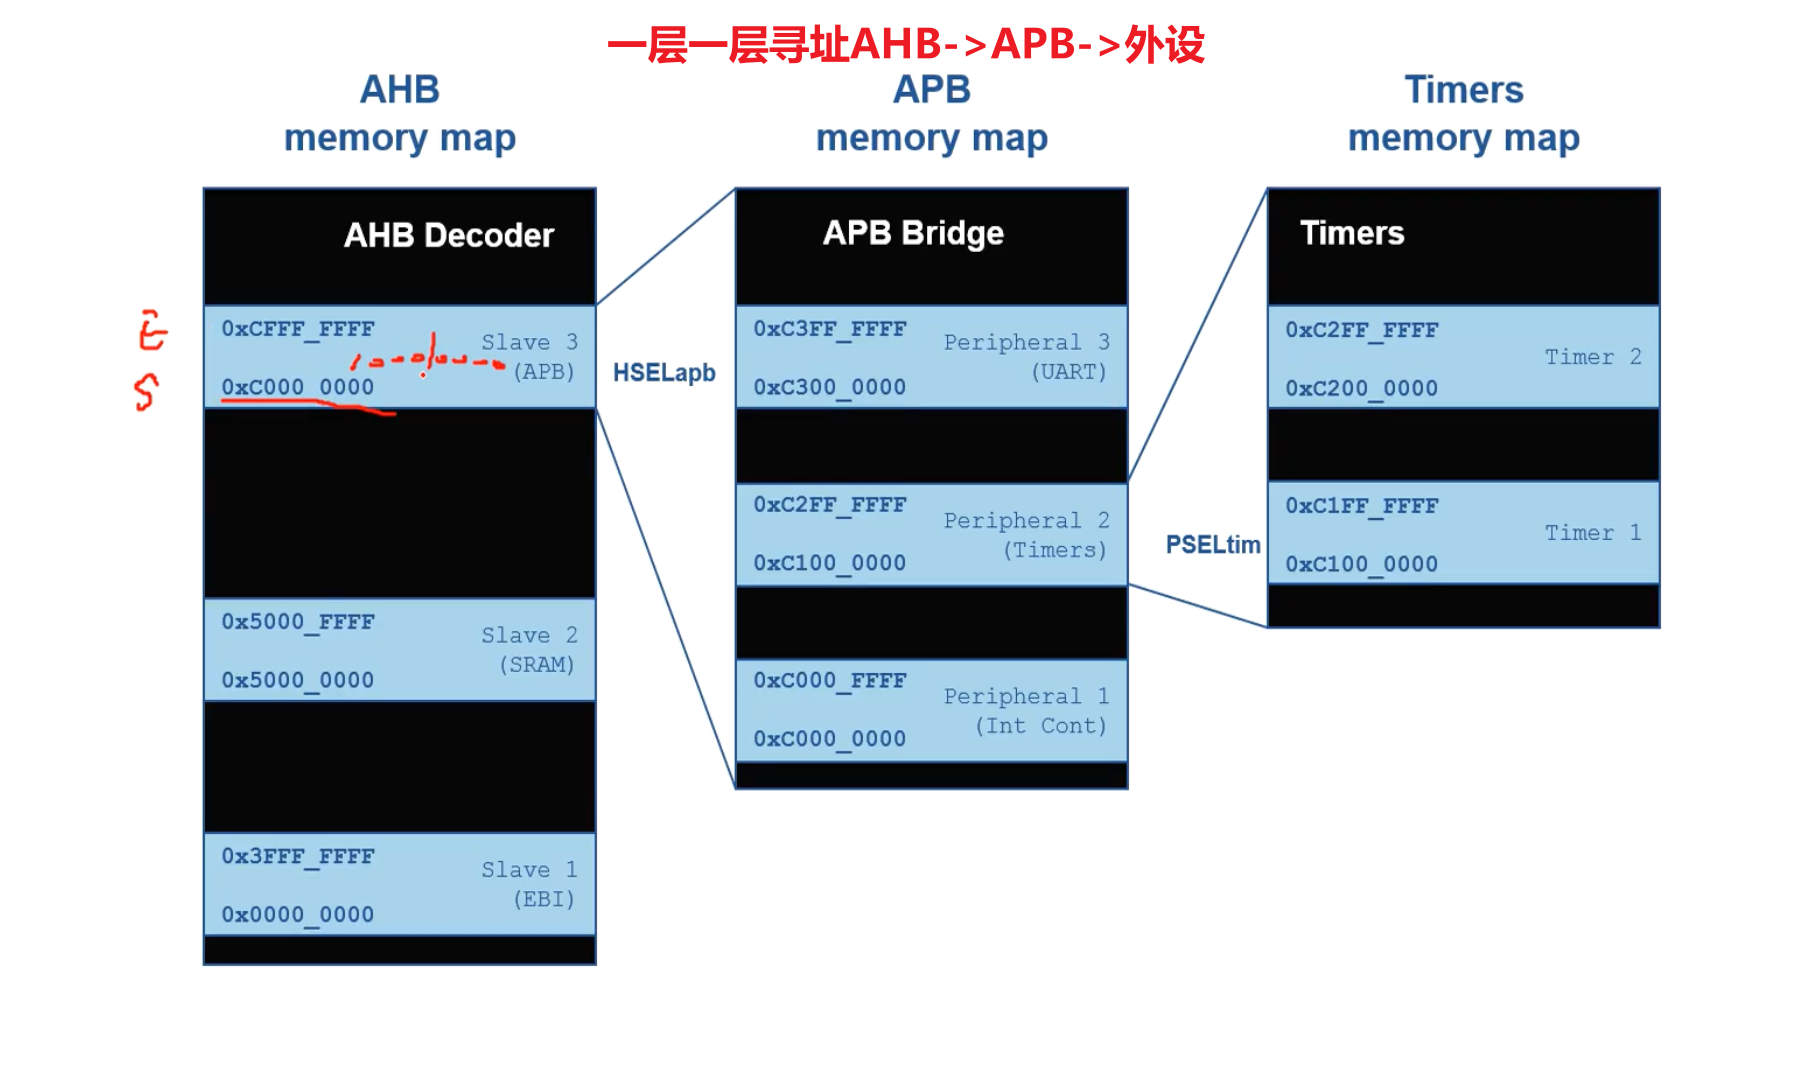 一层一层寻址AHB->APB->外设
AHB
memory map
AHB Decoder
E
0xCFFF_FFFF
Slave 3
(APB)
S
0xC000_0000
0x5000_FFFF
Slave 2
(SRAM)
0x5000_0000
0x3FFF_FFFF
Slave 1
(EBI)
0x0000_0000
HSELapb
APB
memory map
APB Bridge
0xC3FF_FFFF
Peripheral 3
(UART)
0xC300_0000
0xC2FF_FFFF
Peripheral 2
(Timers)
0xC100_0000
0xC000_FFFF
Peripheral 1
(Int Cont)
0xC000_0000
PSELtim
Timers
memory map
Timers
0xC2FF_FFFF
Timer 2
0xC200_0000
0xC1FF_FFFF
Timer 1
0xC100_0000